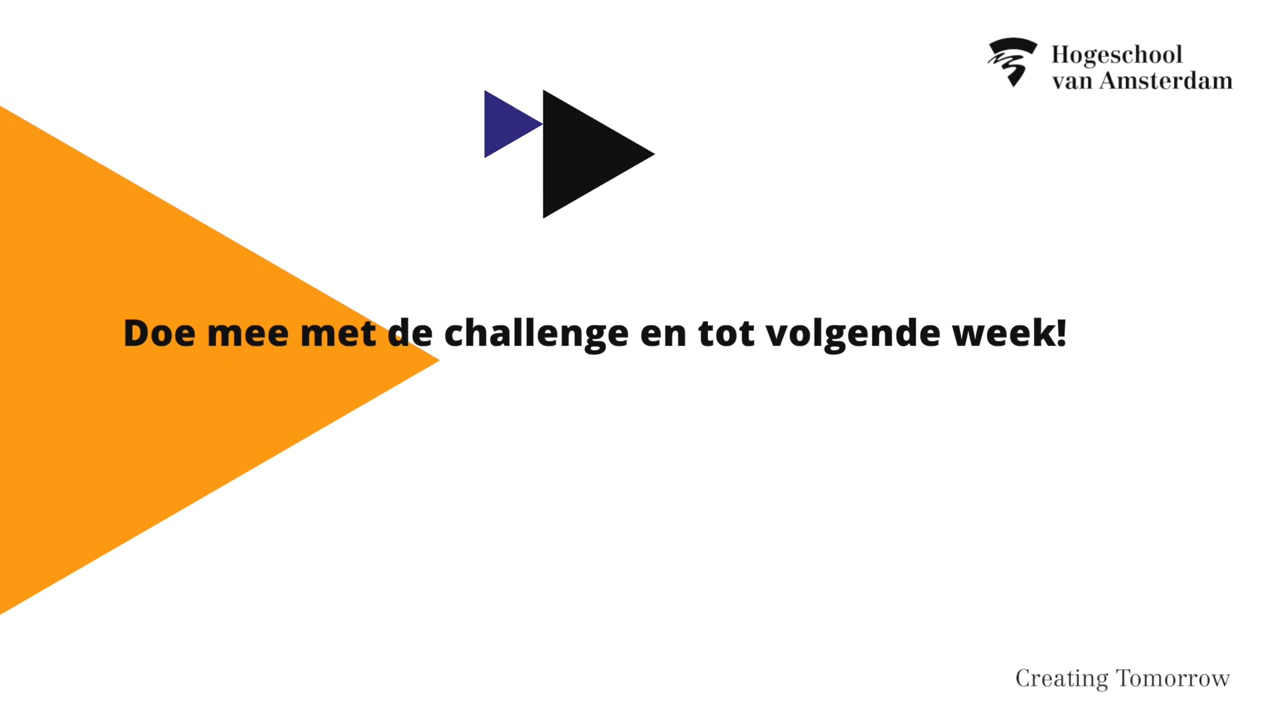 Hogeschool
van Amsterdam
Doe mee met de challenge en tot volgende week!
Creating Tomorrow